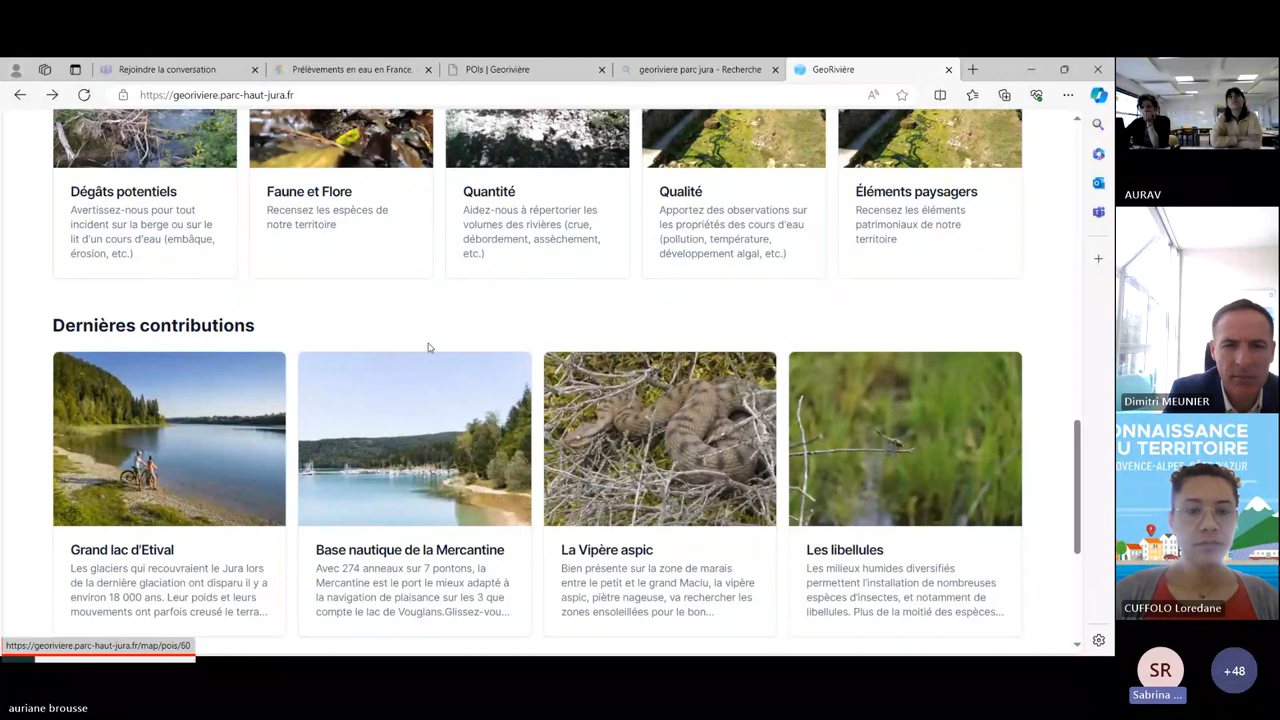 Rejoindre la conversation
Prélèvements en eau en France.
POIs | Georivière
georiviere parc jura - Recherche
GeoRivière
https://georiviere.parc-haut-jura.fr
Dégâts potentiels
Avertissez-nous pour tout
incident sur la berge ou sur le
lit d'un cours d'eau (embâque,
érosion, etc.)
Faune et Flore
Recensez les espèces de
notre territoire
Quantité
Aidez-nous à répertorier les
volumes des rivières (crue,
débordement, assèchement,
etc.)
Qualité
Apportez des observations sur
les propriétés des cours d'eau
(pollution, température,
développement algal, etc.)
Éléments paysagers
Recensez les éléments
patrimoniaux de notre
territoire
Dernières contributions
Grand lac d'Etival
Les glaciers qui recouvraient le Jura lors
de la dernière glaciation ont disparu il y a
environ 18 000 ans. Leur poids et leurs
mouvements ont parfois creusé le terra...
Base nautique de la Mercantine
Avec 274 anneaux sur 7 pontons, la
Mercantine est le port le mieux adapté à
la navigation de plaisance sur les 3 que
compte le lac de Vouglans.Glissez-vou...
La Vipère aspic
Bien présente sur la zone de marais
entre le petit et le grand Maclu, la vipère
aspic, piètre nageuse, va rechercher les
zones ensoleillées pour le bon...
Les libellules
Les milieux humides diversifiés
permettent l'installation de nombreuses
espèces d'insectes, et notamment de
libellules. Plus de la moitié des espèces...
https://georiviere.parc-haut-jura.fr/map/pois/60
auriane brousse
AURAV
Dimitri MEUNIER
ONNAISSANCE
U TERRITOIRE
OVENCE-ALPES-CÔTE D'AZUR
CUFFOLO Loredane
SR
Sabrina ...
+48